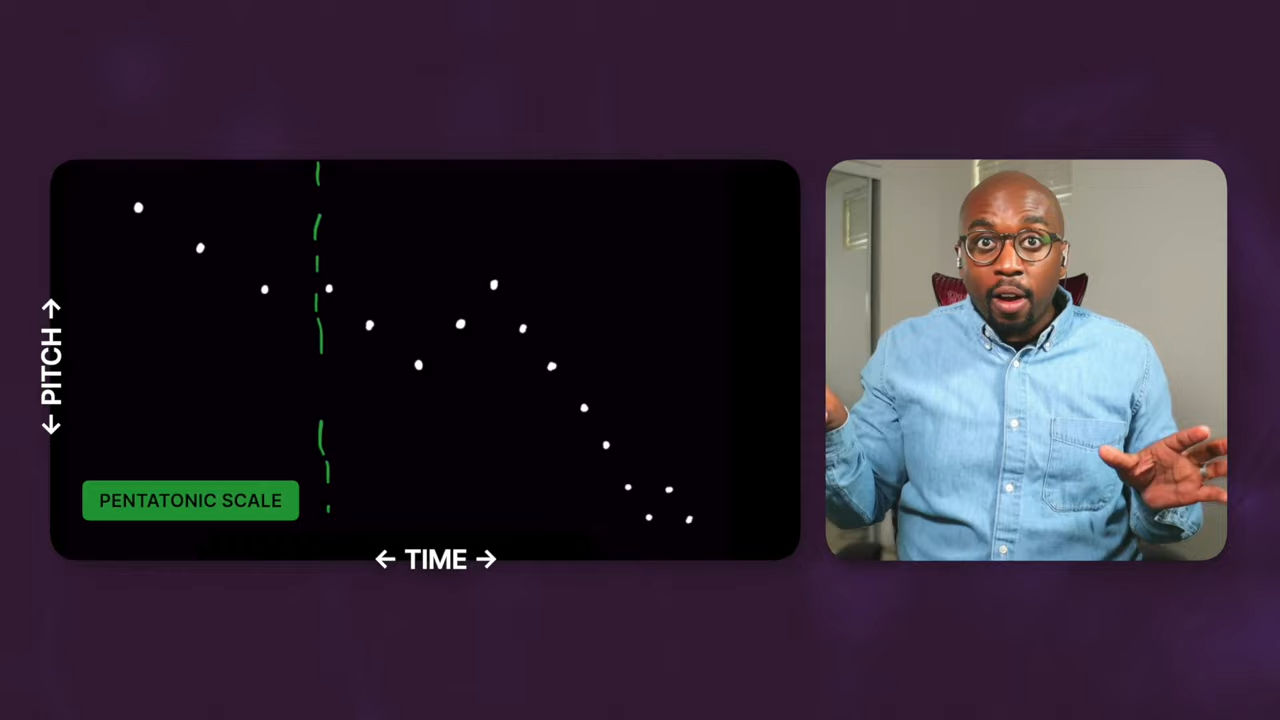 ← PITCH →
PENTATONIC SCALE
← TIME →